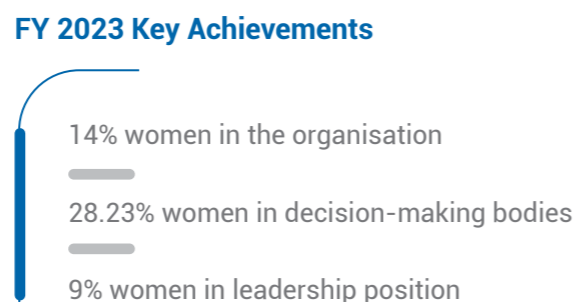 FY 2023 Key Achievements
14% women in the organisation
28.23% women in decision-making bodies
9% women in leadership position